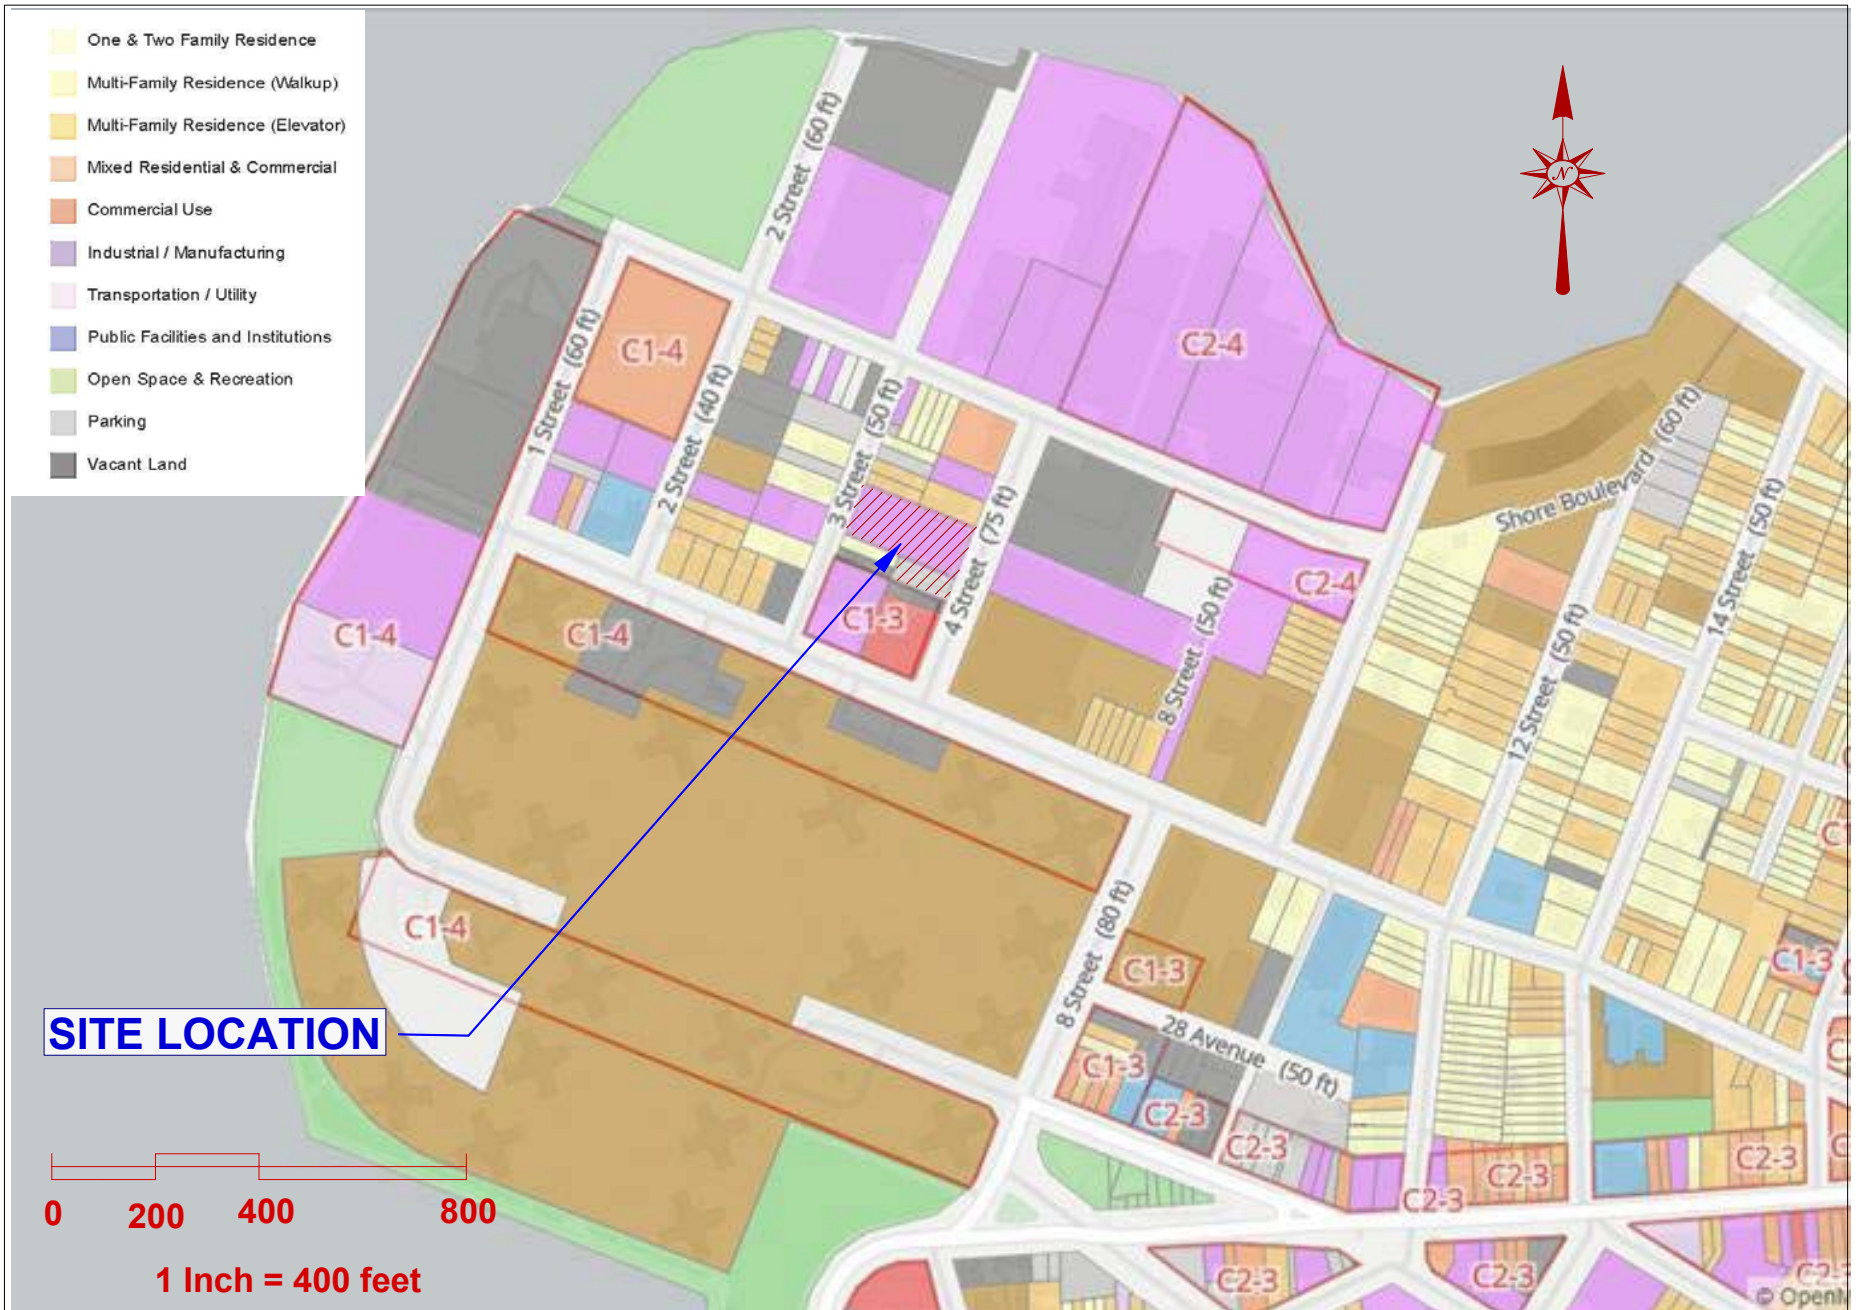 One & Two Family Residence
Multi-Family Residence (Walkup)
Multi-Family Residence (Elevator)
Mixed Residential & Commercial
Commercial Use
Industrial / Manufacturing
Transportation / Utility
Public Facilities and Institutions
Open Space & Recreation
Parking
Vacant Land
N
2 Street (60 ft)
1 Street (60 ft)
C1-4
2 Street (40 ft)
3 Street (50 ft)
C2-4
4 Street (75 ft)
C2-4
Shore Boulevard (60 ft)
14 Street (50 ft)
12 Street (50 ft)
8 Street (50 ft)
C1-4
C1-4
C1-3
C1-4
8 Street (80 ft)
C1-3
28 Avenue (50 ft)
C1-3
C2-3
C2-3
C1-3
C2-3
C2-3
C2-3
C2-3
C2-3
SITE LOCATION
0 200 400 800
1 Inch = 400 feet